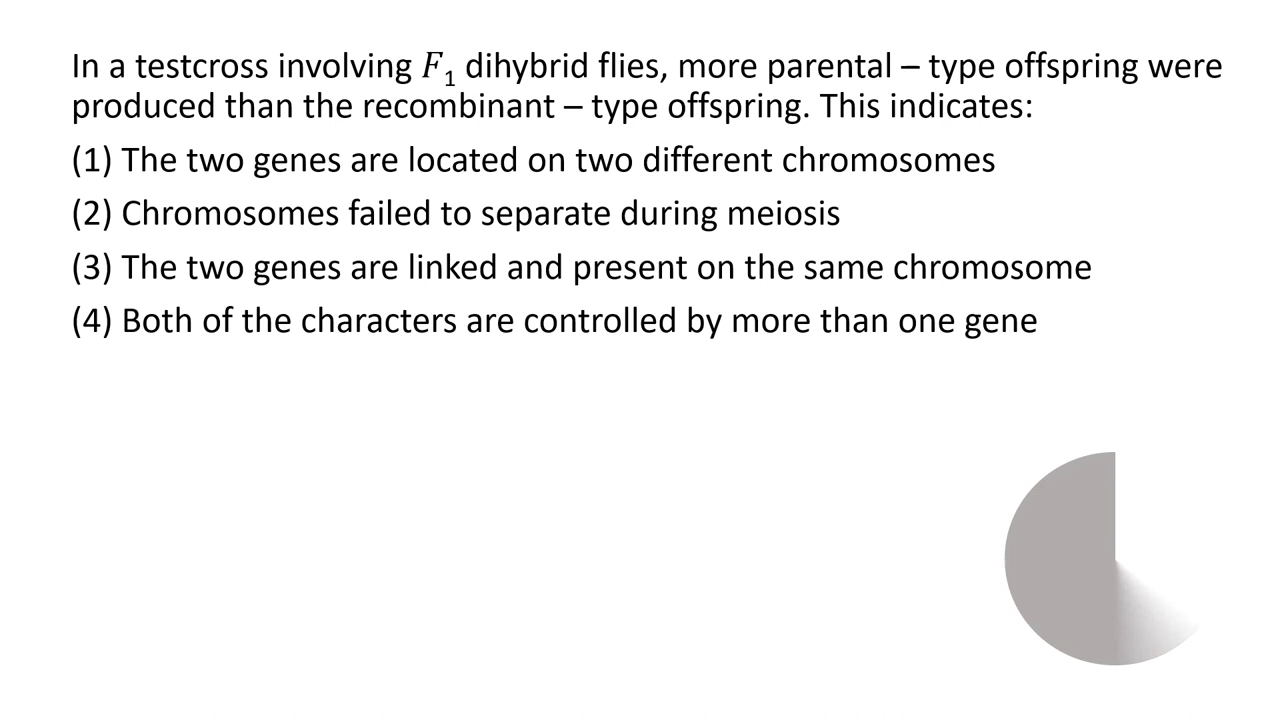 In a testcross involving F₁ dihybrid flies, more parental – type offspring were
produced than the recombinant – type offspring. This indicates:
(1) The two genes are located on two different chromosomes
(2) Chromosomes failed to separate during meiosis
(3) The two genes are linked and present on the same chromosome
(4) Both of the characters are controlled by more than one gene